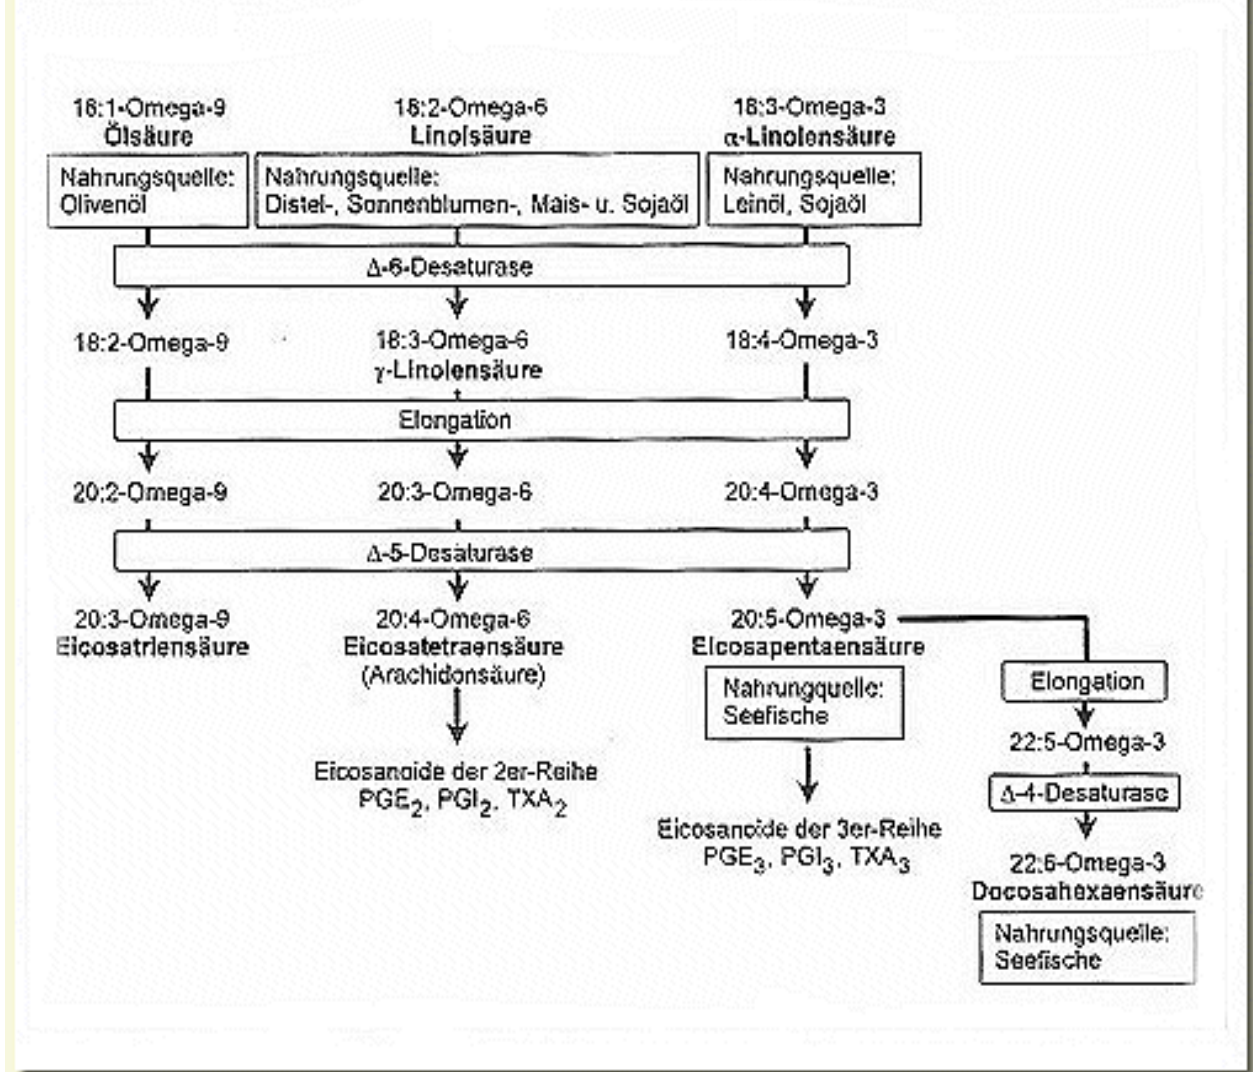 18:1-Omega-9
Ölsäure
Nahrungsquelle:
Olivenöl
18:2-Omega-6
Linolsäure
Nahrungsquelle:
Distel-, Sonnenblumen-, Mais- u. Sojaöl
18:3-Omega-3
α-Linolensäure
Nahrungsquelle:
Leinöl, Sojaöl
Δ-6-Desaturase
18:2-Omega-9
18:3-Omega-6
γ-Linolensäure
18:4-Omega-3
Elongation
20:2-Omega-9
20:3-Omega-6
20:4-Omega-3
Δ-5-Desaturase
20:3-Omega-9
Eicosatriensäure
20:4-Omega-6
Eicosatetraensäure
(Arachidonsäure)
Eicosanoide der 2er-Reihe
PGE₂, PGI₂, TXA₂
20:5-Omega-3
Eicosapentaensäure
Nahrungquelle:
Seefische
Eicosanoide der 3er-Reihe
PGE₃, PGI₃, TXA₃
Elongation
22:5-Omega-3
Δ-4-Desaturase
22:6-Omega-3
Docosahexaensäure
Nahrungsquelle:
Seefische